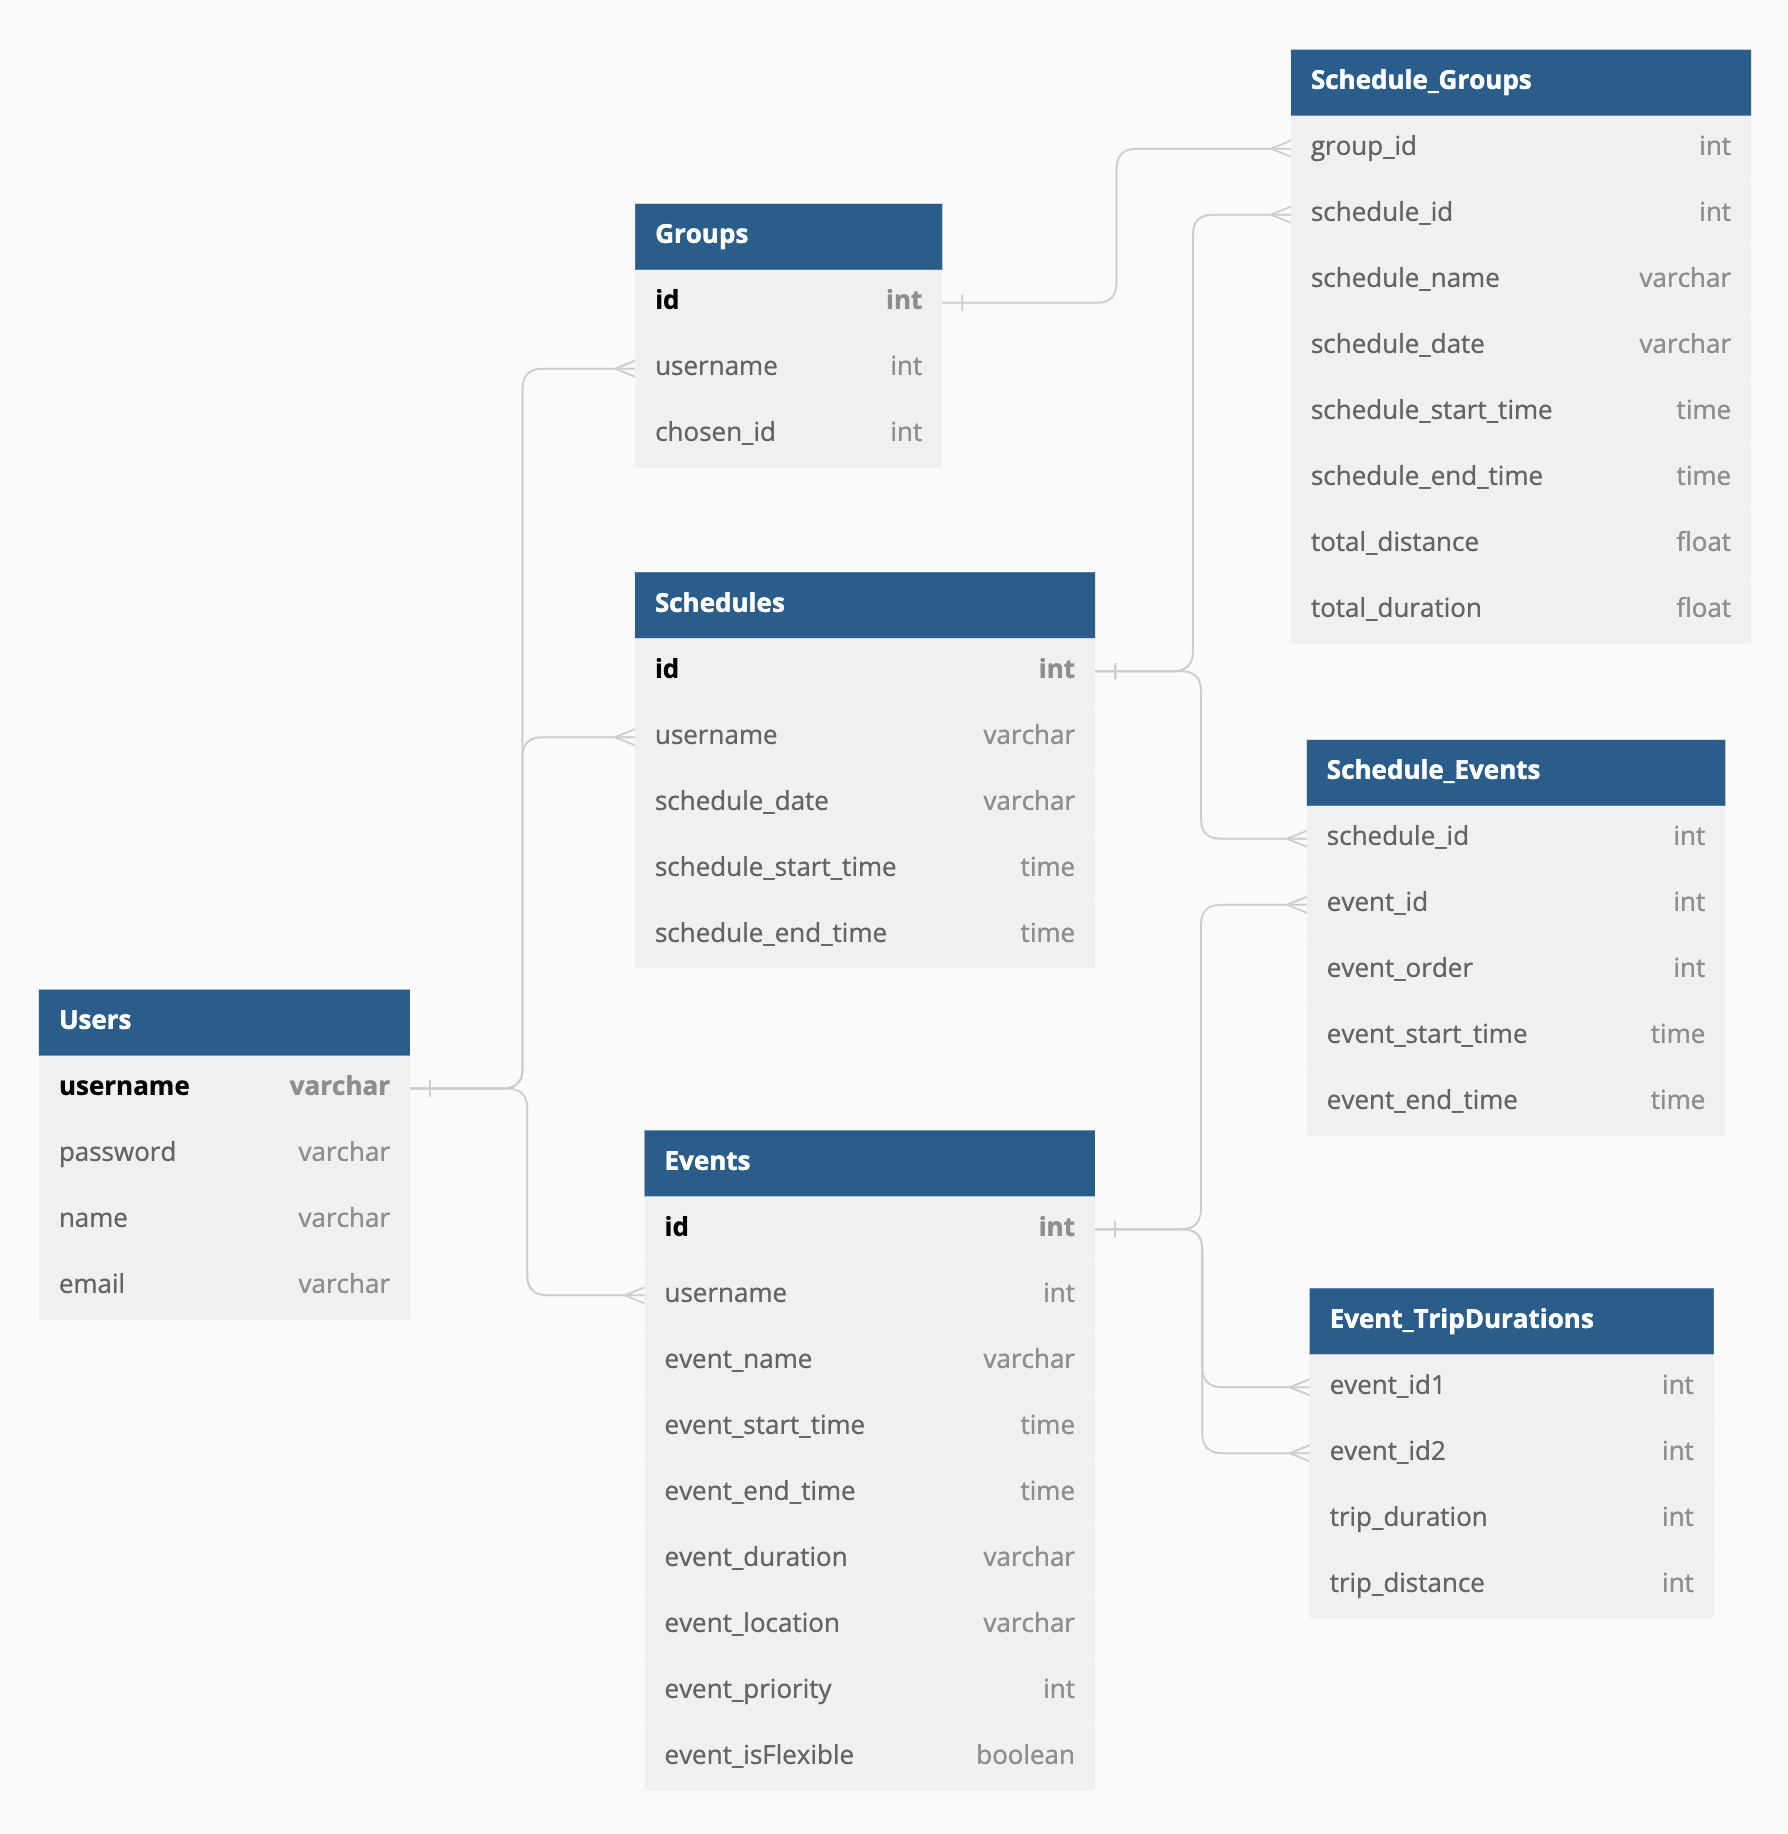 Schedule_Groups
group_id int
schedule_id int
schedule_name varchar
schedule_date varchar
schedule_start_time time
schedule_end_time time
total_distance float
total_duration float
Groups
id int
username int
chosen_id int
Schedules
id int
username varchar
schedule_date varchar
schedule_start_time time
schedule_end_time time
Schedule_Events
schedule_id int
event_id int
event_order int
event_start_time time
event_end_time time
Users
username varchar
password varchar
name varchar
email varchar
Events
id int
username int
event_name varchar
event_start_time time
event_end_time time
event_duration varchar
event_location varchar
event_priority int
event_isFlexible boolean
Event_TripDurations
event_id1 int
event_id2 int
trip_duration int
trip_distance int